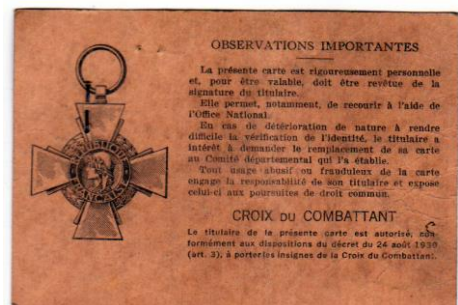 OBSERVATIONS IMPORTANTES
La présente carte est rigoureusement personnelle
et, pour être valable, doit être revêtue de la
signature du titulaire.
Elle permet, notamment, de recourir à l'aide de
l'Office National.
En cas de détérioration de nature à rendre
difficile la vérification de l'identité, le titulaire a
intérêt à demander le remplacement de sa carte
au Comité départemental qui l'a établie.
Tout usage abusif ou frauduleux de la carte
engage la responsabilité de son titulaire et expose
celui-ci aux poursuites de droit commun.
CROIX DU COMBATTANT
Le titulaire de la présente carte est autorisé, con-
formément aux dispositions du décret du 24 août 1930
(art. 3), à porter les insignes de la Croix du Combattant.
REPUBLIQUE
FRANCAISE